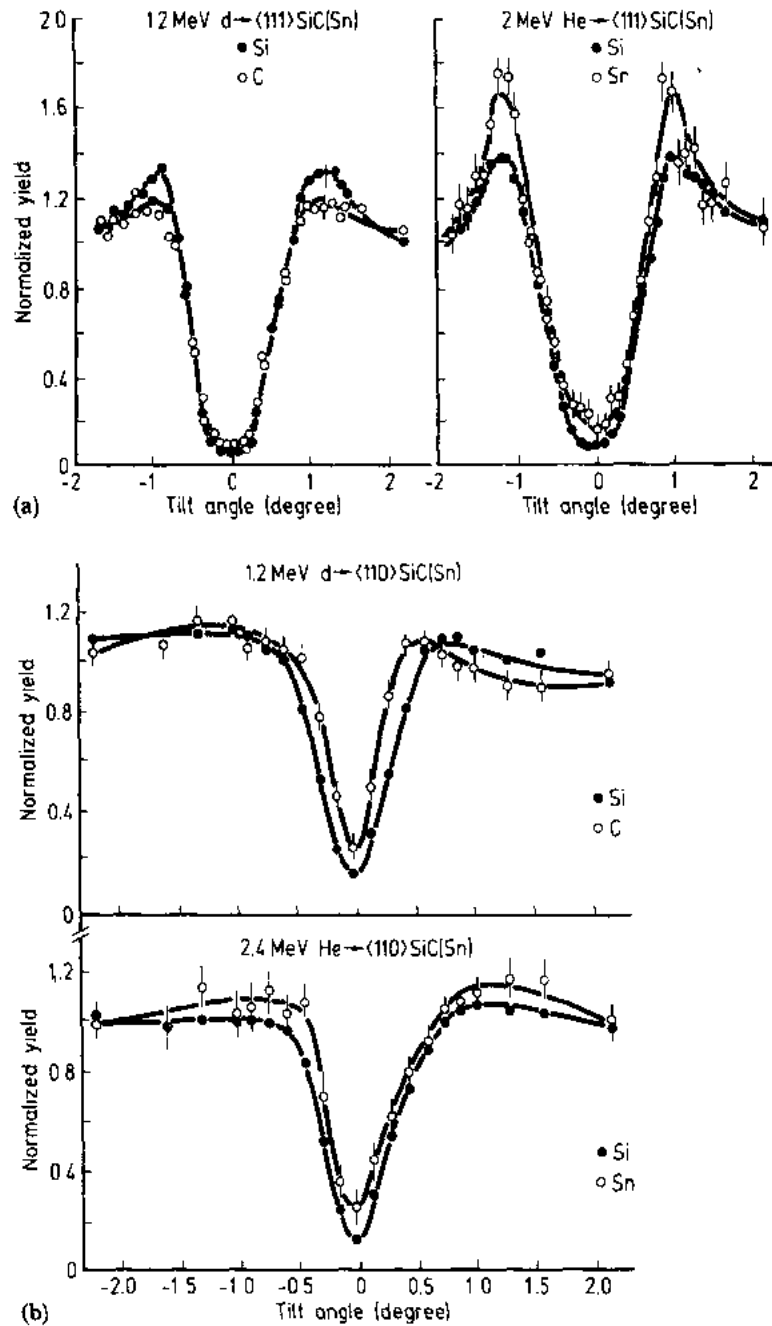 1.2 MeV d→⟨111⟩SiC(Sn)
● Si
○ C
2.0
1.6
1.2
0.8
0.4
0
Normalized yield
-2
-1
0
1
2
Tilt angle (degree)
2 MeV He→⟨111⟩SiC(Sn)
● Si
○ Sn
-2
-1
0
1
2
Tilt angle (degree)
(a)
1.2 MeV d→⟨110⟩SiC(Sn)
1.2
0.8
0.4
0
Normalized yield
● Si
○ C
2.4 MeV He→⟨110⟩SiC(Sn)
1.2
0.8
0.4
0
Normalized yield
● Si
○ Sn
-2.0
-1.5
-1.0
-0.5
0
0.5
1.0
1.5
2.0
Tilt angle (degree)
(b)